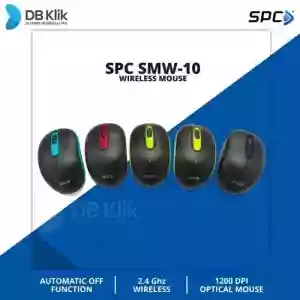 DB Klik
SPC
SPC SMW-10
WIRELESS MOUSE
DB Klik
AUTOMATIC OFF
FUNCTION
2.4 Ghz
WIRELESS
1200 DPI
OPTICAL MOUSE